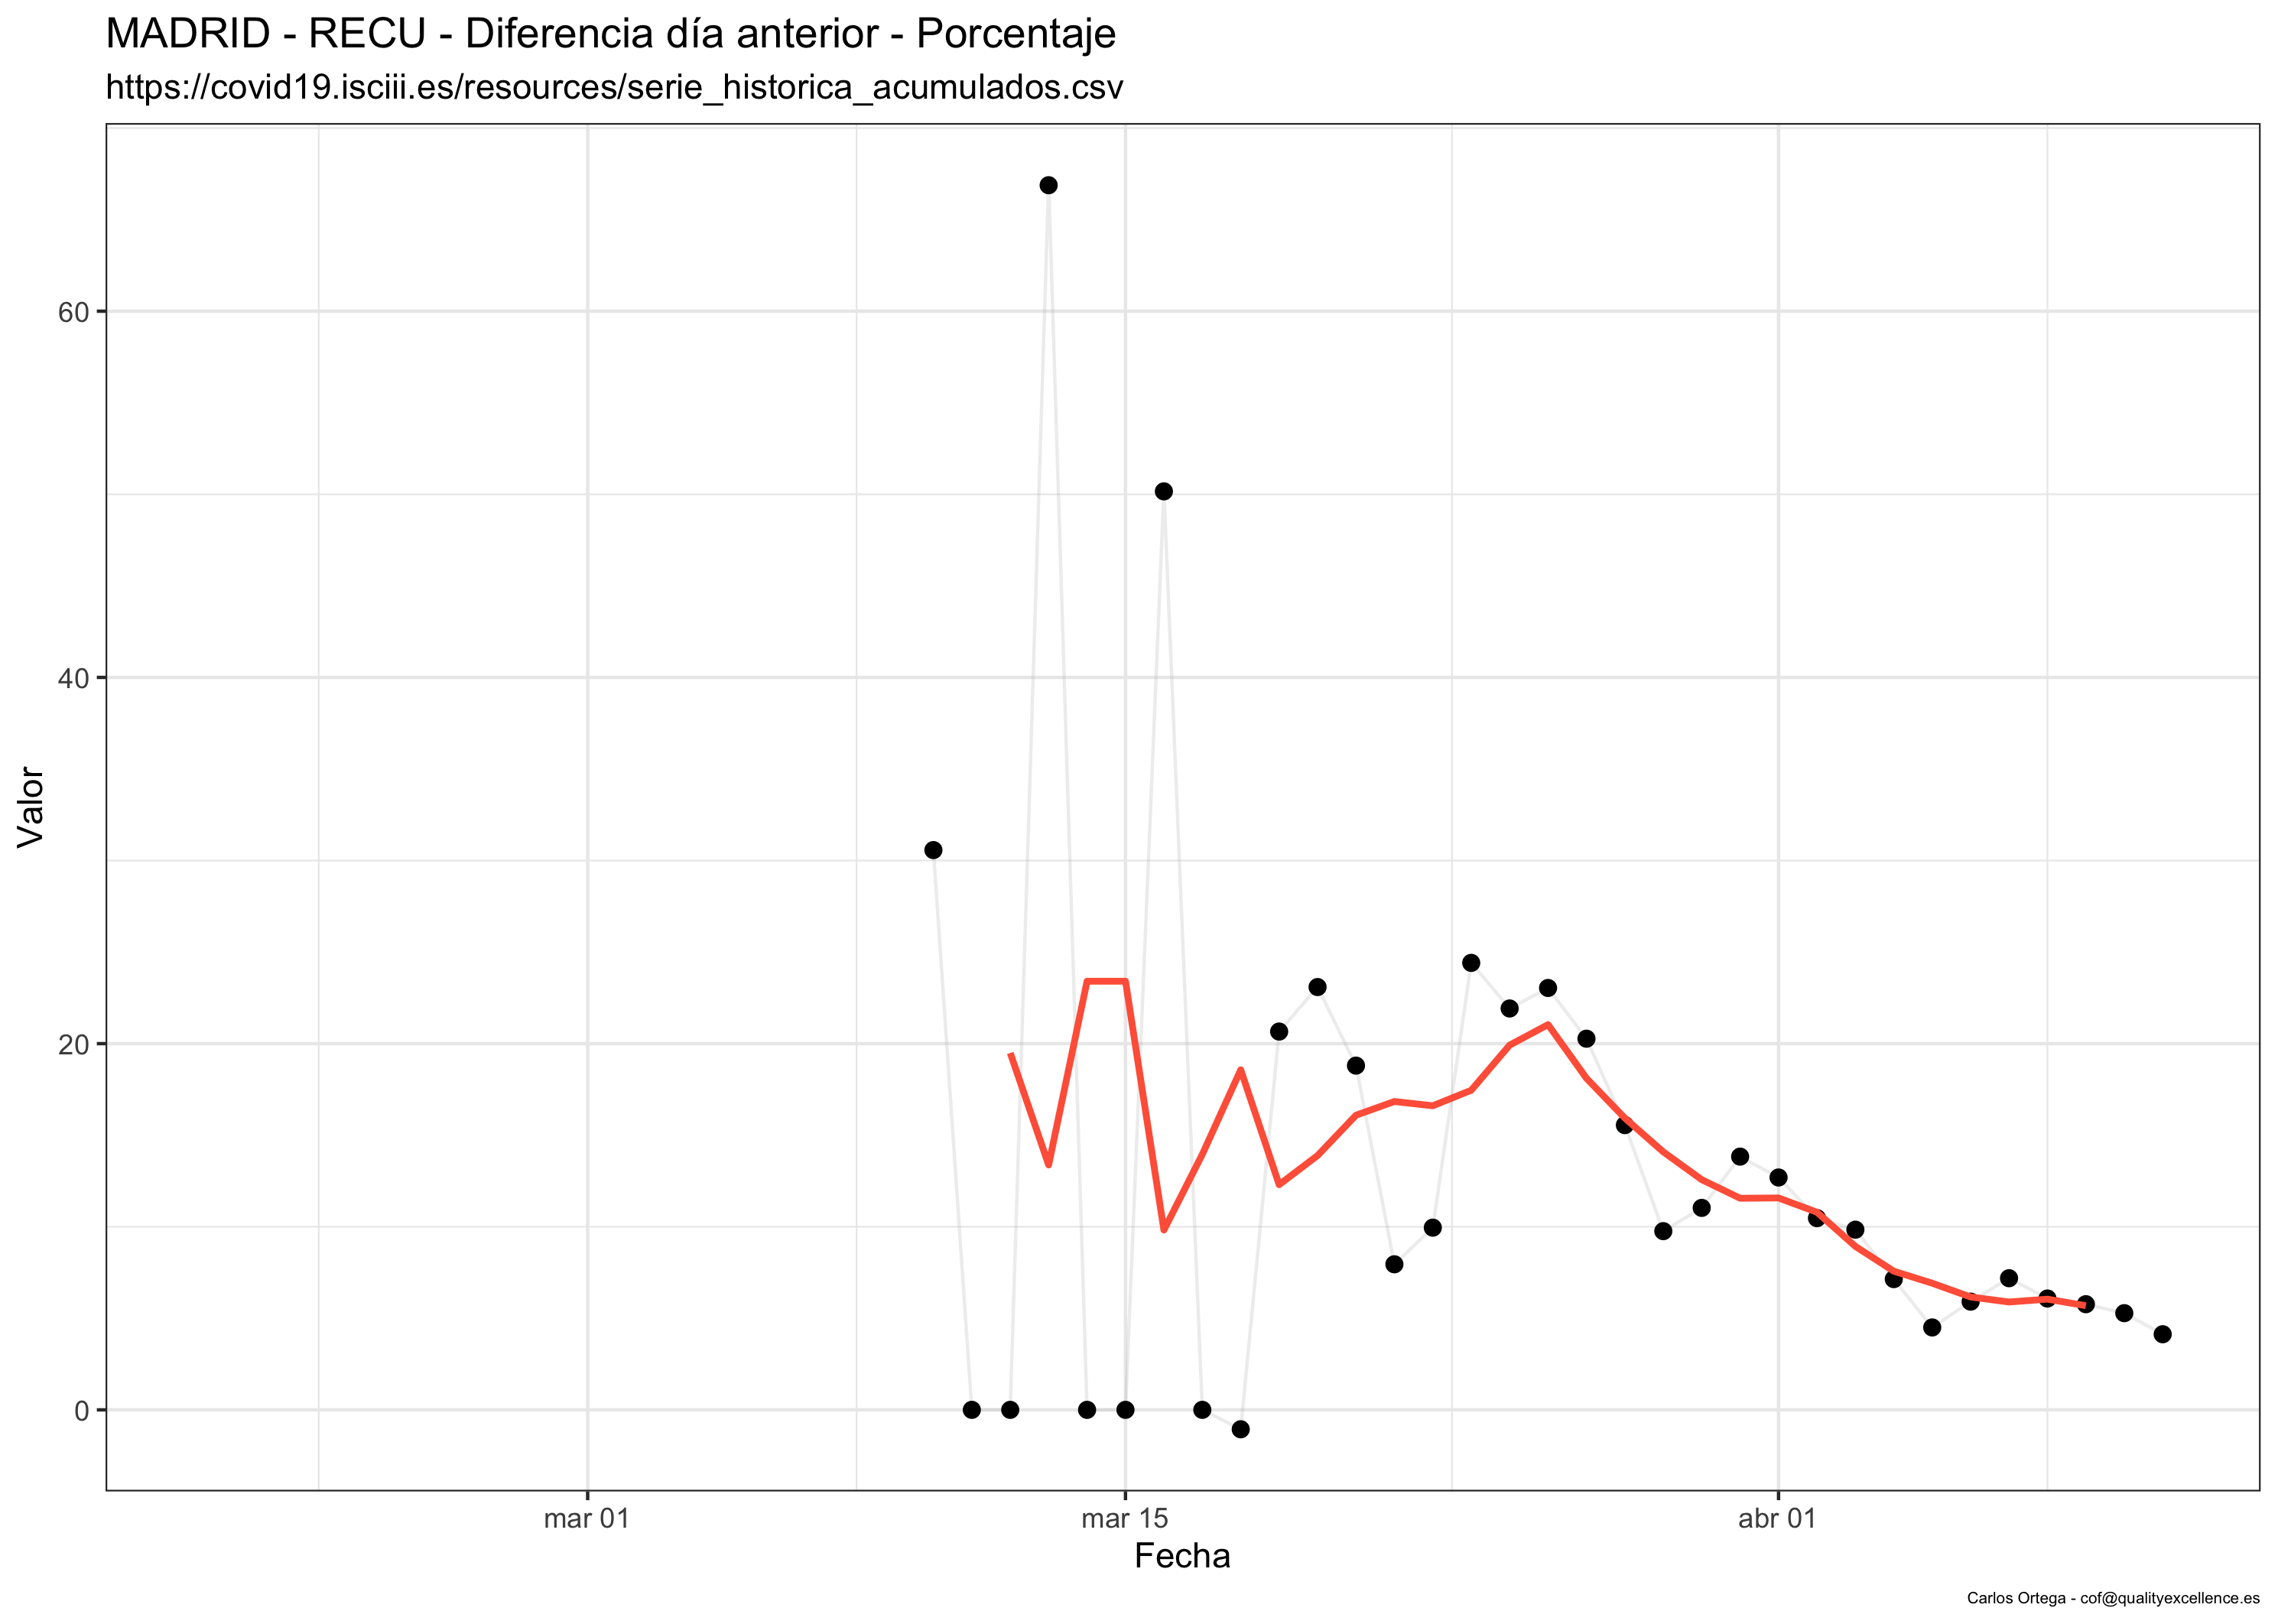 MADRID - RECU - Diferencia día anterior - Porcentaje
https://covid19.isciii.es/resources/serie_historica_acumulados.csv
60
40
20
0
Valor
mar 01
mar 15
abr 01
Fecha
Carlos Ortega - cof@qualityexcellence.es